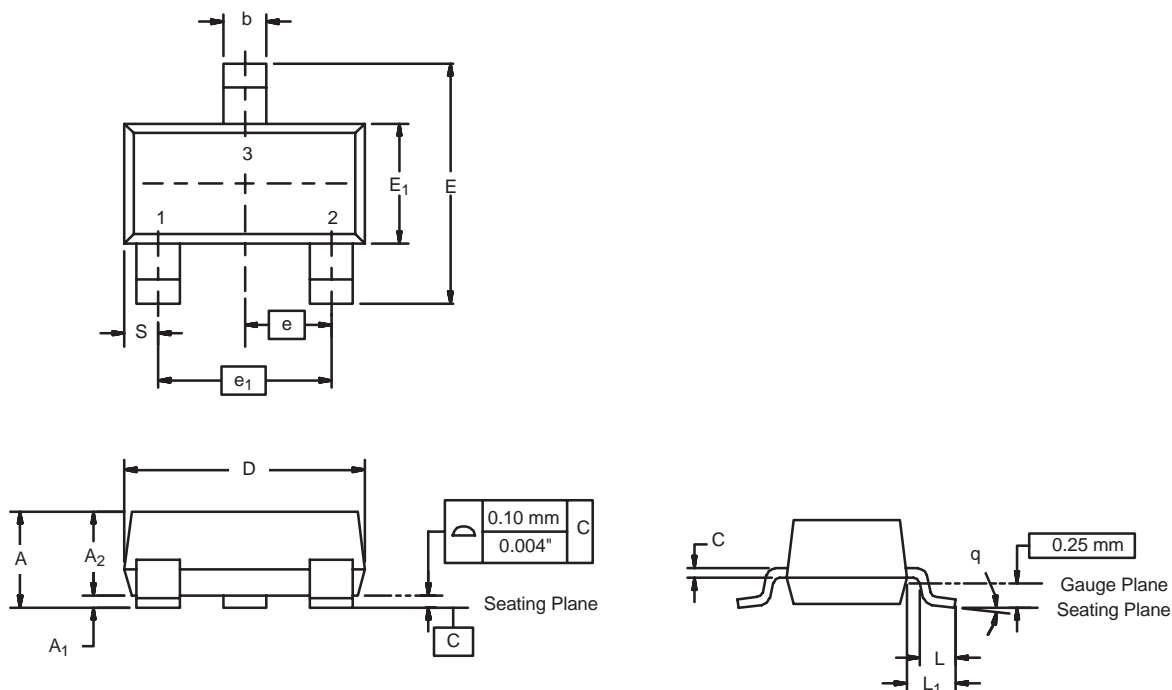 b
3
E₁
E
1
2
S
e
e₁
D
A
A₂
0.10 mm
C
0.004"
Seating Plane
A₁
C
C
q
0.25 mm
Gauge Plane
Seating Plane
L
L₁